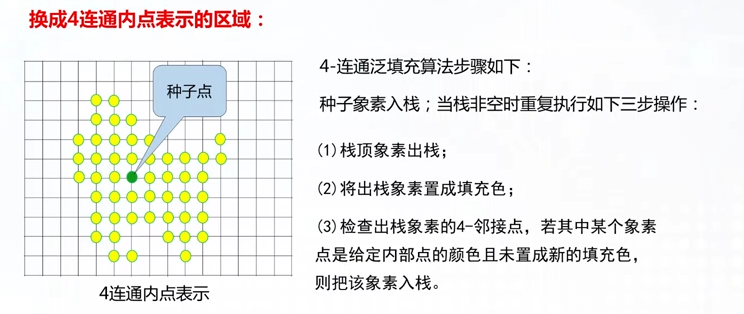 换成4连通内点表示的区域：
种子点
4连通内点表示
4-连通泛填充算法步骤如下：
种子象素入栈；当栈非空时重复执行如下三步操作：
(1)栈顶象素出栈；
(2)将出栈象素置成填充色；
(3)检查出栈象素的4-邻接点，若其中某个象素
点是给定内部点的颜色且未置成新的填充色，
则把该象素入栈。